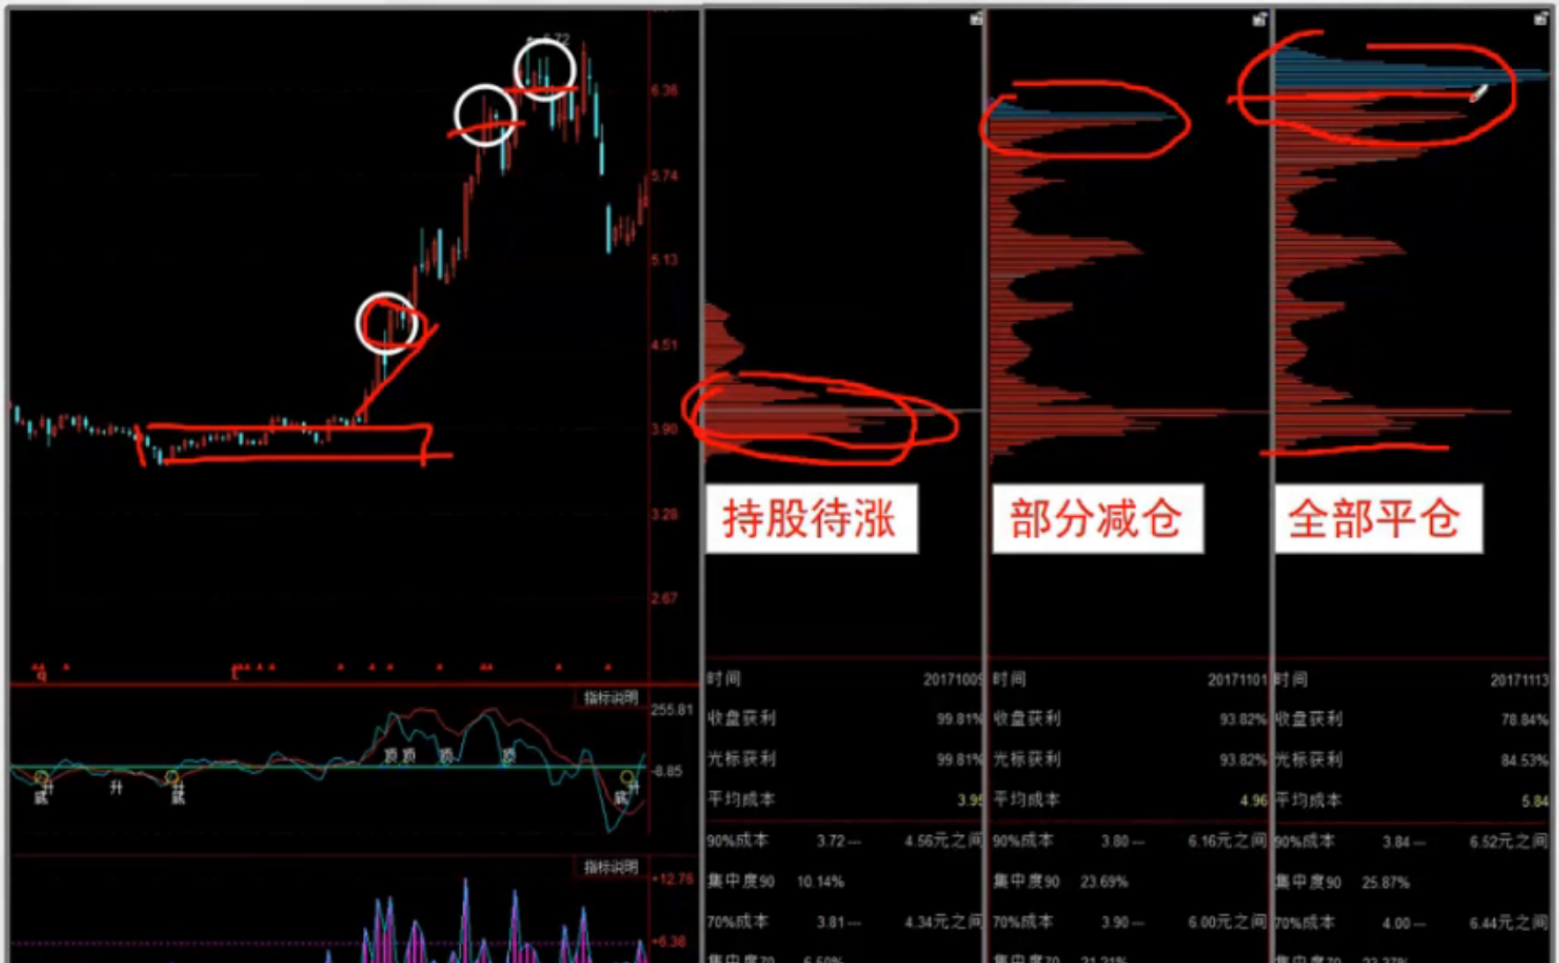 6.72
6.36
5.74
5.13
4.51
3.90
3.28
2.67
持股待涨
部分减仓
全部平仓
指标说明
255.81
-8.85
顶 顶 顶 顶
升 升 升 升
底 底 底
指标说明
+12.76
+6.38
时间 20171009
收盘获利 99.81%
光标获利 99.81%
平均成本 3.95
90%成本 3.72--- 4.56元之间
集中度90 10.14%
70%成本 3.81--- 4.34元之间
集中度70 6.50%
时间 20171101
收盘获利 93.82%
光标获利 93.82%
平均成本 4.96
90%成本 3.80--- 6.16元之间
集中度90 23.69%
70%成本 3.90--- 6.00元之间
集中度70 21.21%
时间 20171113
收盘获利 78.84%
光标获利 84.53%
平均成本 5.84
90%成本 3.84--- 6.52元之间
集中度90 25.87%
70%成本 4.00--- 6.44元之间
集中度70 23.37%